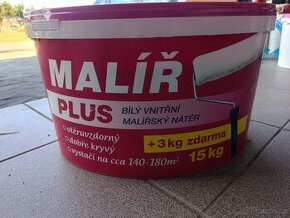 MALÍŘ
PLUS
BÍLÝ VNITŘNÍ
MALÍŘSKÝ NÁTĚR
• otěruvzdorný
• dobře kryvý
• vystačí na cca 140-180m²
+3 kg zdarma
15 kg